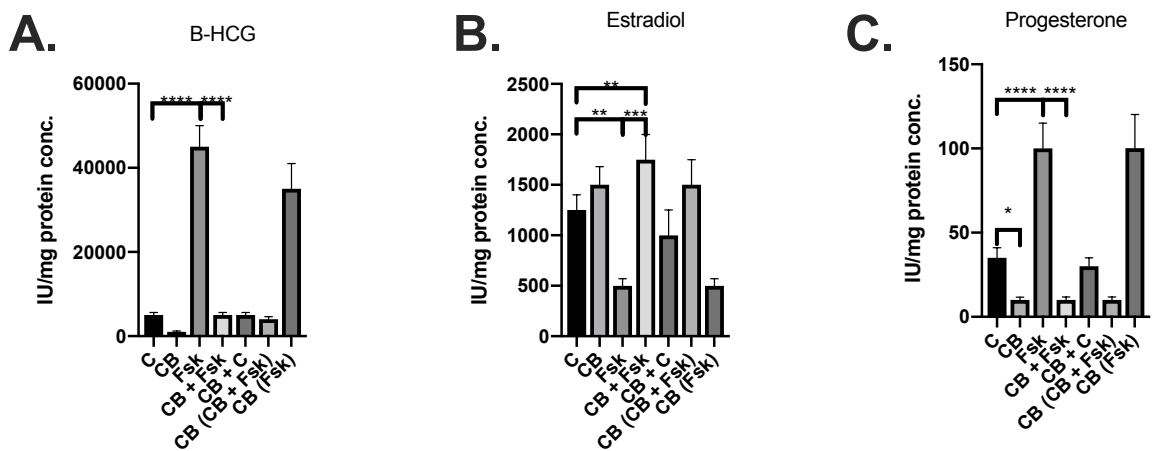 A.
B-HCG
IU/mg protein conc.
60000
40000
20000
0
**** ****
C
CB
Fsk
CB + Fsk
CB + C
CB (CB + Fsk)
CB (Fsk)
B.
Estradiol
IU/mg protein conc.
2500
2000
1500
1000
500
0
**
** ***
C
CB
Fsk
CB + Fsk
CB + C
CB (CB + Fsk)
CB (Fsk)
C.
Progesterone
IU/mg protein conc.
150
100
50
0
**** ****
*
C
CB
Fsk
CB + Fsk
CB + C
CB (CB + Fsk)
CB (Fsk)